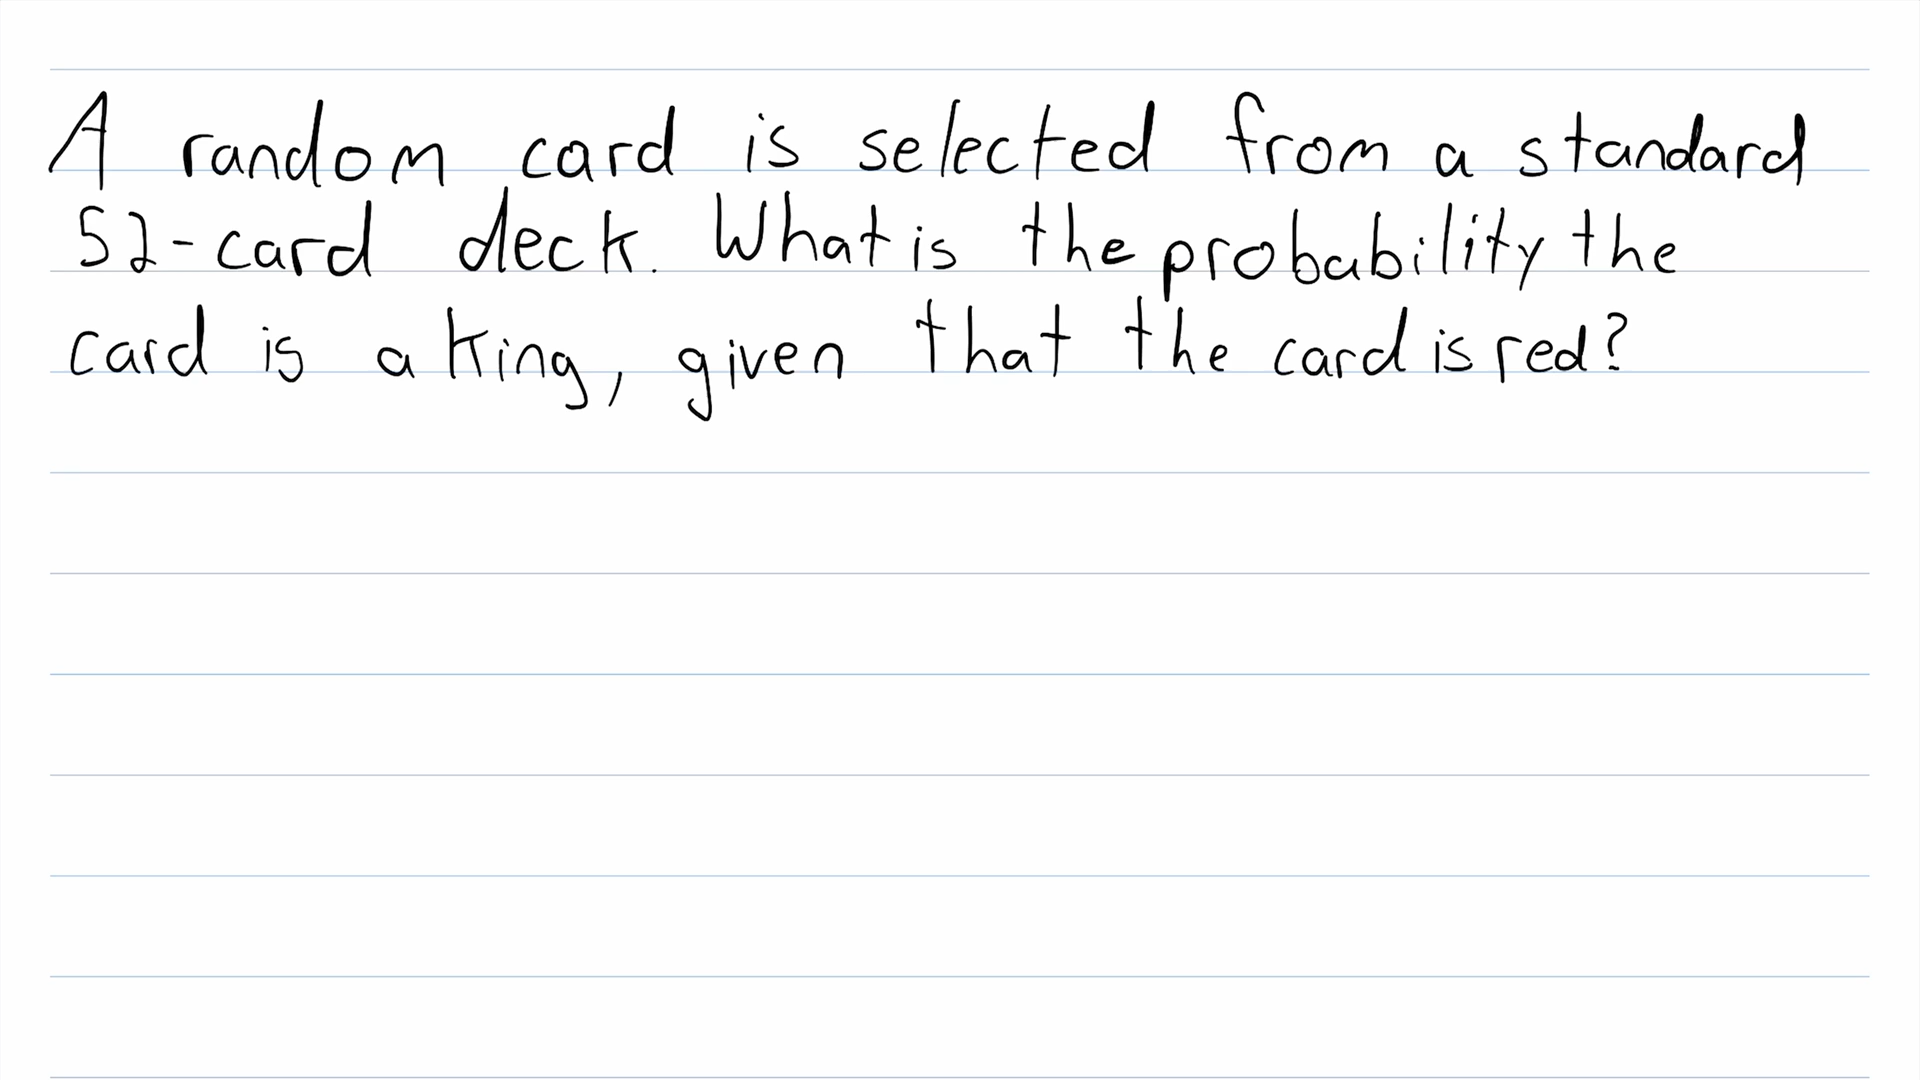 A random card is selected from a standard
52-card deck. What is the probability the
card is a king, given that the card is red?